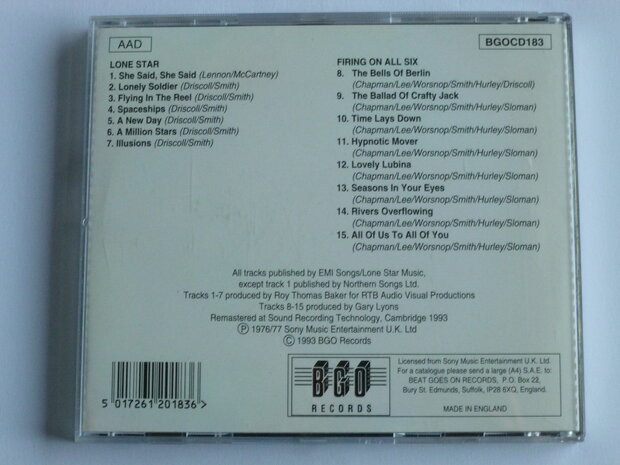 AAD
BGOCD183
LONE STAR
1. She Said, She Said (Lennon/McCartney)
2. Lonely Soldier (Driscoll/Smith)
3. Flying In The Reel (Driscoll/Smith)
4. Spaceships (Driscoll/Smith)
5. A New Day (Driscoll/Smith)
6. A Million Stars (Driscoll/Smith)
7. Illusions (Driscoll/Smith)
FIRING ON ALL SIX
8. The Bells Of Berlin
(Chapman/Lee/Worsnop/Smith/Hurley/Driscoll)
9. The Ballad Of Crafty Jack
(Chapman/Lee/Worsnop/Smith/Hurley/Sloman)
10. Time Lays Down
(Chapman/Lee/Worsnop/Smith/Hurley/Sloman)
11. Hypnotic Mover
(Chapman/Lee/Worsnop/Smith/Hurley/Sloman)
12. Lovely Lubina
(Chapman/Lee/Worsnop/Smith/Hurley/Sloman)
13. Seasons In Your Eyes
(Chapman/Lee/Worsnop/Smith/Hurley/Sloman)
14. Rivers Overflowing
(Chapman/Lee/Worsnop/Smith/Hurley/Sloman)
15. All Of Us To All Of You
(Chapman/Lee/Worsnop/Smith/Hurley/Sloman)
All tracks published by EMI Songs/Lone Star Music,
except track 1 published by Northern Songs Ltd.
Tracks 1-7 produced by Roy Thomas Baker for RTB Audio Visual Productions
Tracks 8-15 produced by Gary Lyons
Remastered at Sound Recording Technology, Cambridge 1993
Ⓟ 1976/77 Sony Music Entertainment U.K. Ltd
Ⓒ 1993 BGO Records
5 017261 201836 >
BGO
RECORDS
Licensed from Sony Music Entertainment U.K. Ltd.
For a catalogue please send a large (A4) S.A.E. to:
BEAT GOES ON RECORDS, P.O. Box 22,
Bury St. Edmunds, Suffolk, IP28 6XQ, England.
MADE IN ENGLAND